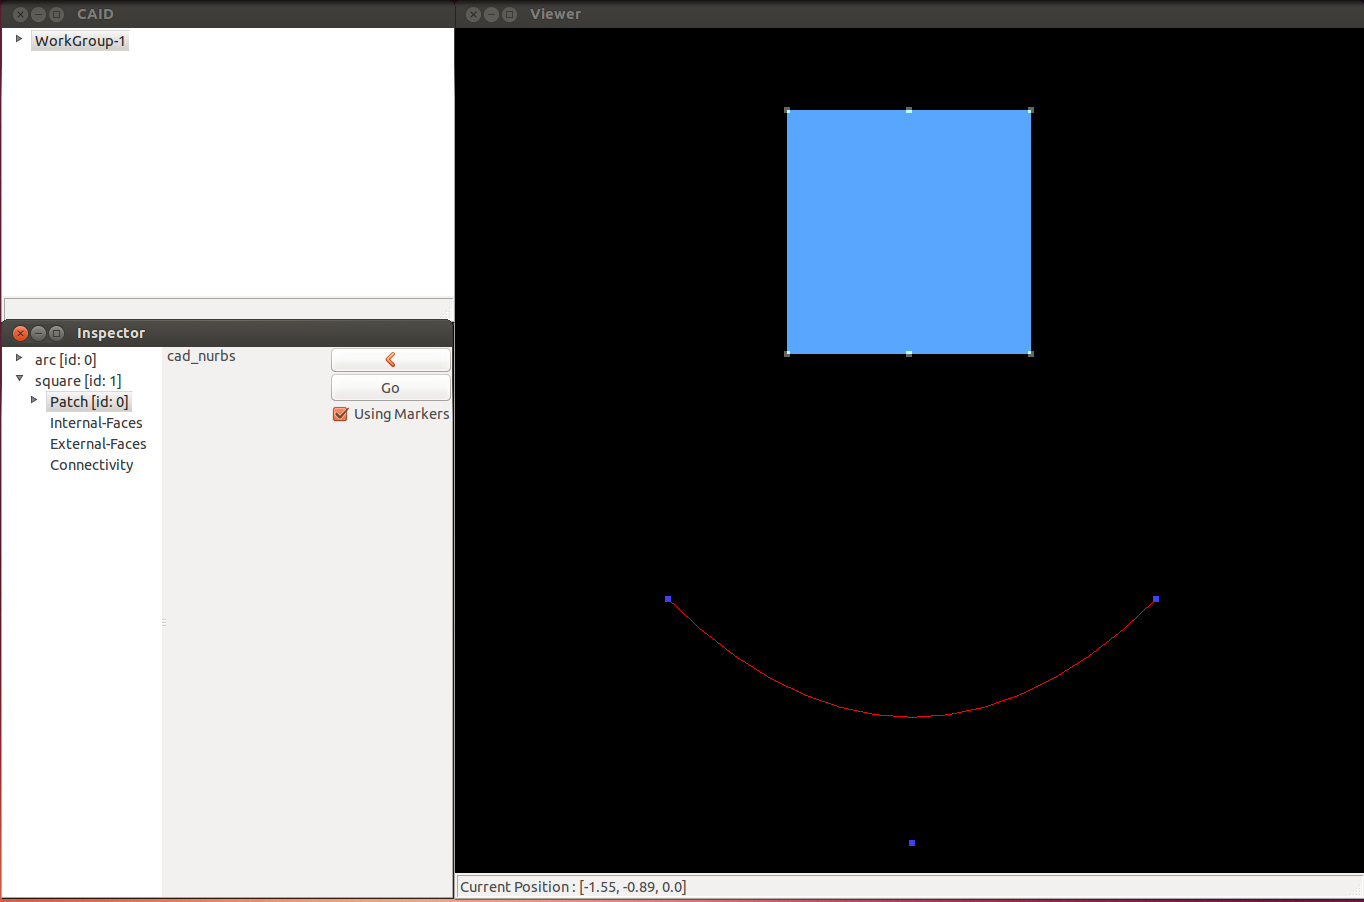 CAID
WorkGroup-1
Inspector
arc [id: 0]
square [id: 1]
Patch [id: 0]
Internal-Faces
External-Faces
Connectivity
cad_nurbs
Go
Using Markers
Viewer
Current Position : [-1.55, -0.89, 0.0]